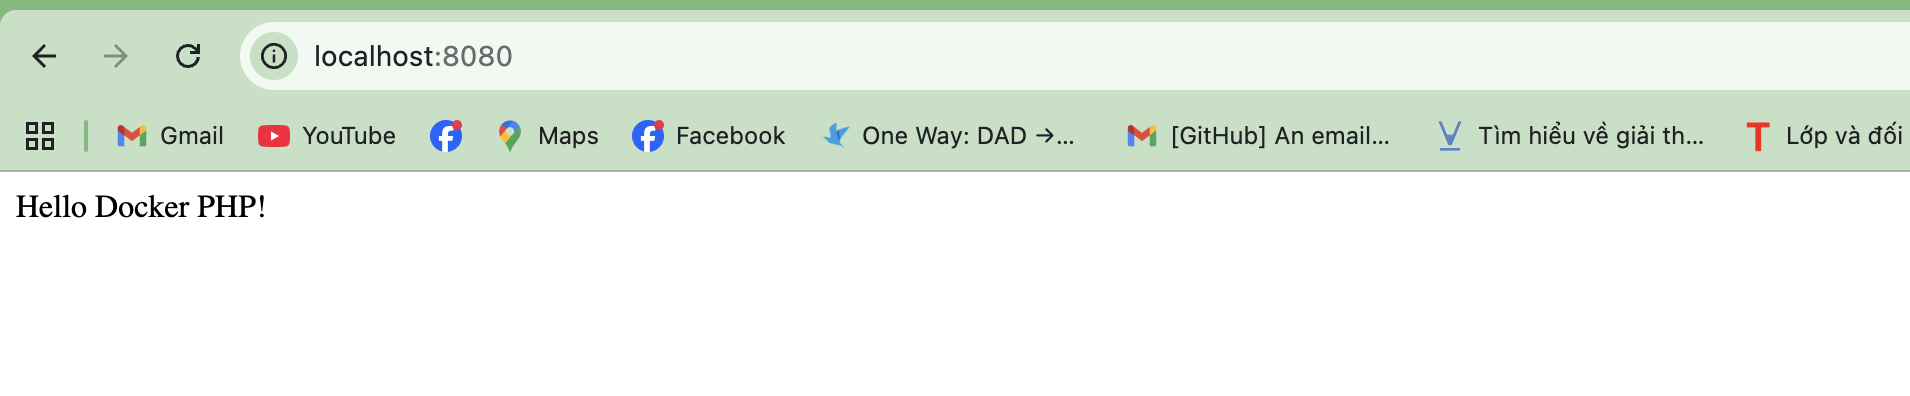 localhost:8080
Gmail YouTube Maps Facebook One Way: DAD →... [GitHub] An email... Tìm hiểu về giải th... Lớp và đối
Hello Docker PHP!